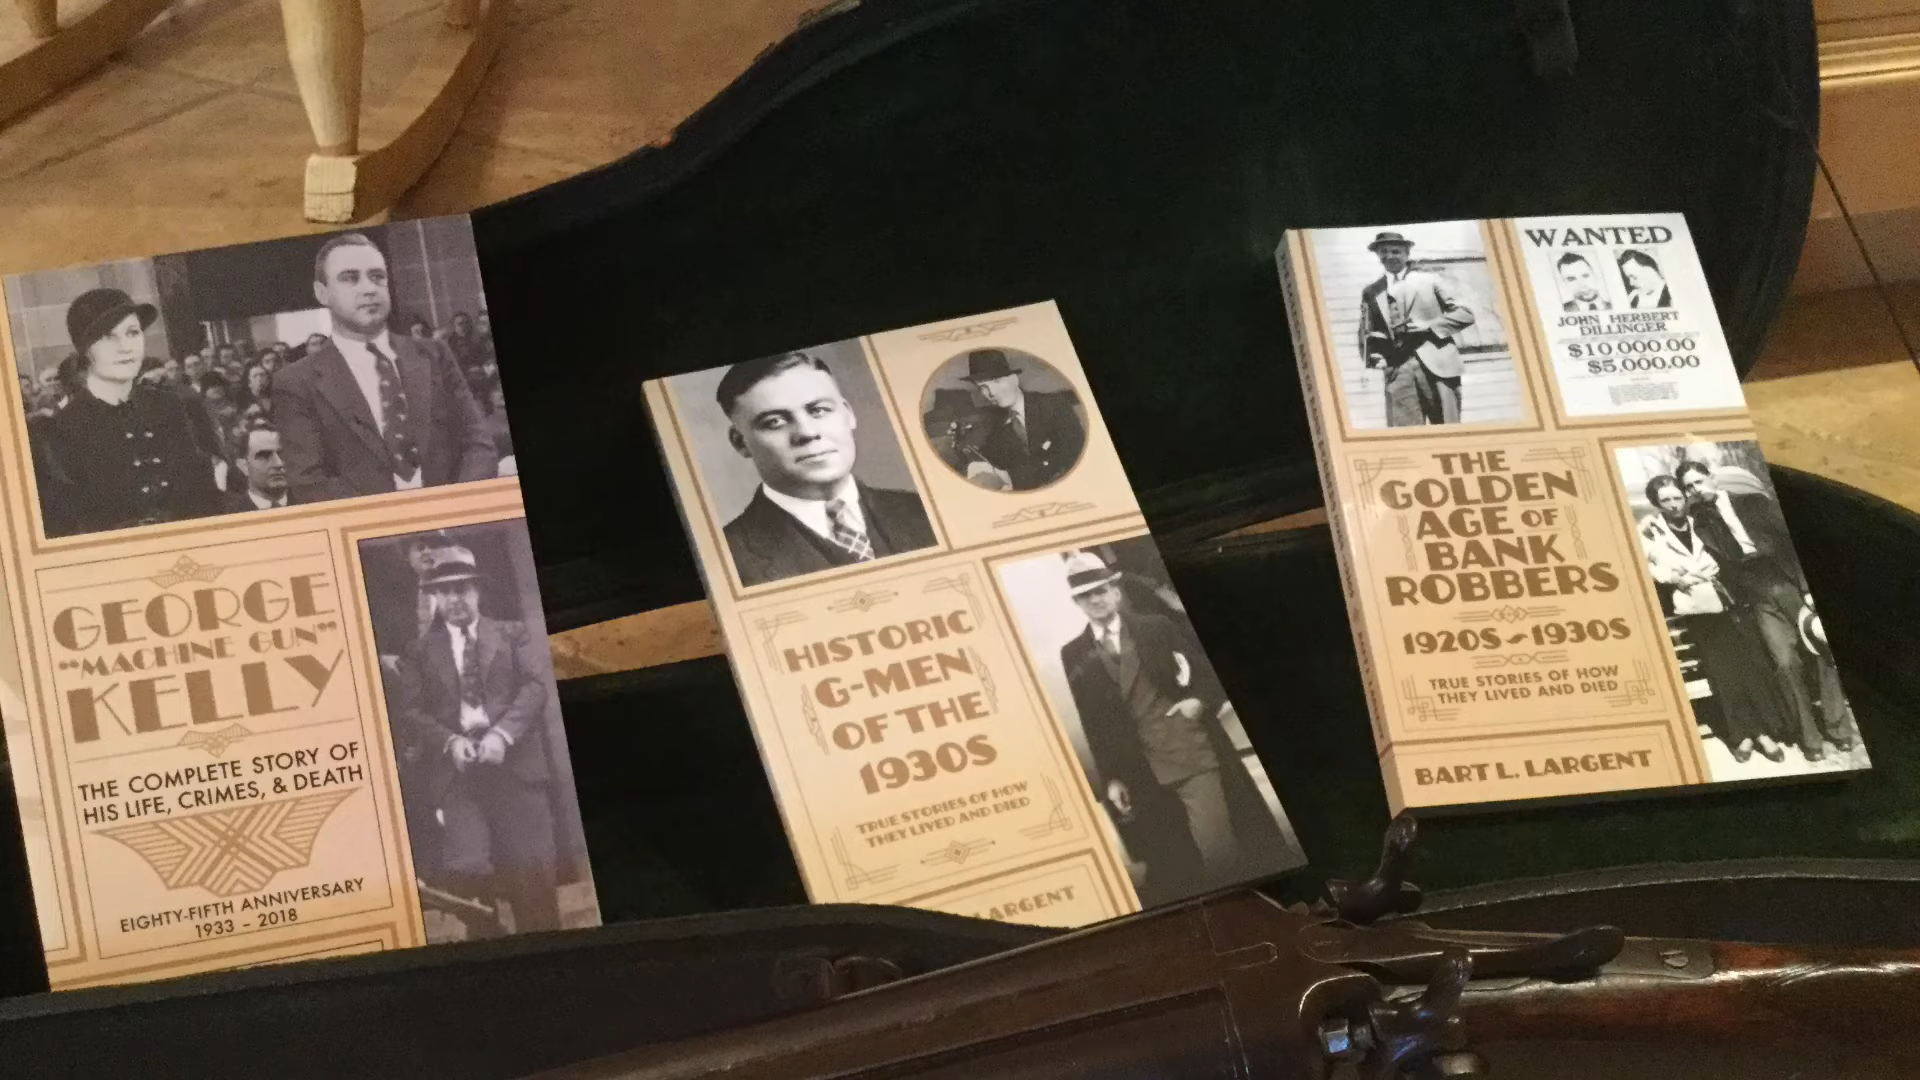 GEORGE
"MACHINE GUN"
KELLY
THE COMPLETE STORY OF
HIS LIFE, CRIMES, & DEATH
EIGHTY-FIFTH ANNIVERSARY
1933 - 2018
HISTORIC
G-MEN
OF THE
1930S
TRUE STORIES OF HOW
THEY LIVED AND DIED
LARGENT
WANTED
JOHN HERBERT
DILLINGER
$10,000.00
$5,000.00
THE
GOLDEN
AGE OF
BANK
ROBBERS
1920S - 1930S
TRUE STORIES OF HOW
THEY LIVED AND DIED
BART L. LARGENT